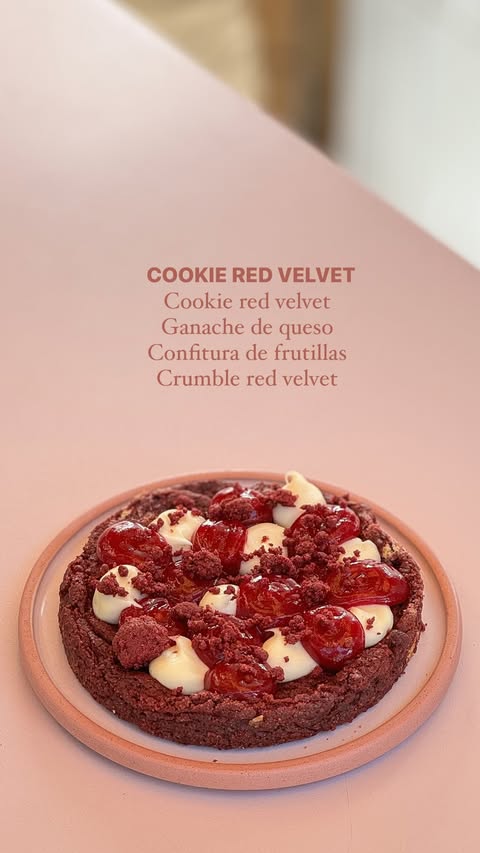 COOKIE RED VELVET
Cookie red velvet
Ganache de queso
Confitura de frutillas
Crumble red velvet